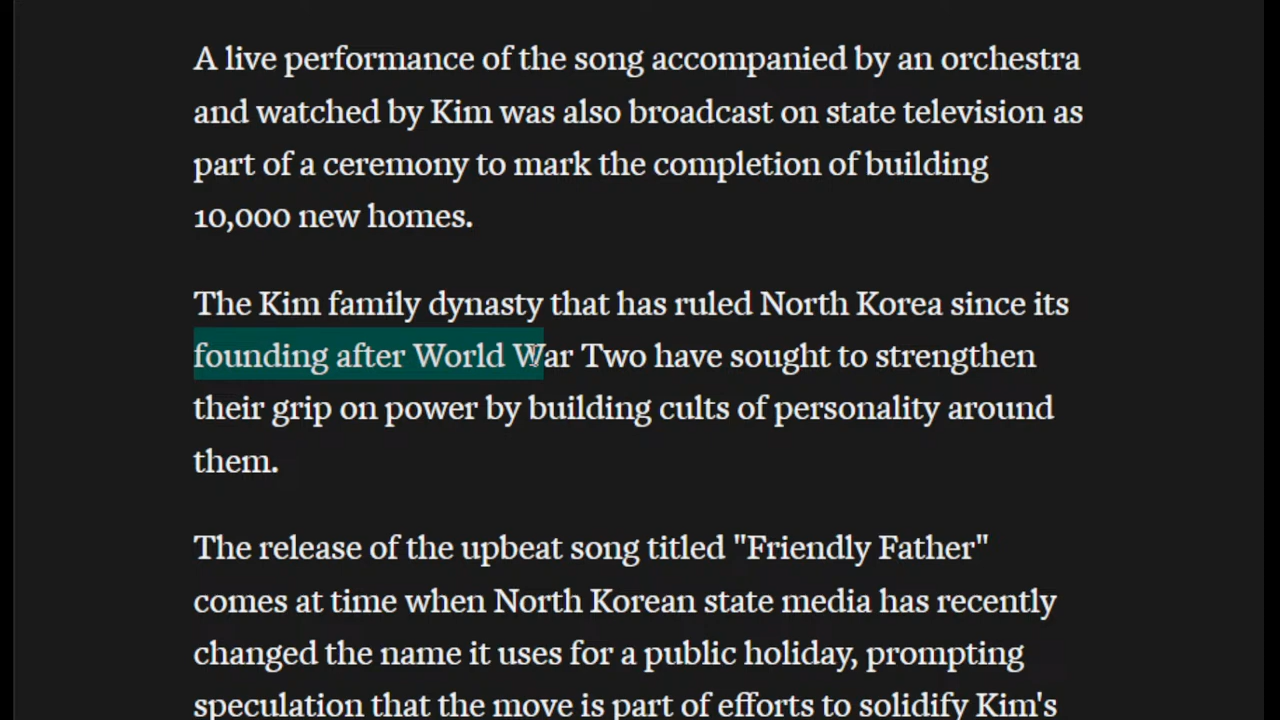 A live performance of the song accompanied by an orchestra
and watched by Kim was also broadcast on state television as
part of a ceremony to mark the completion of building
10,000 new homes.
The Kim family dynasty that has ruled North Korea since its
founding after World War Two have sought to strengthen
their grip on power by building cults of personality around
them.
The release of the upbeat song titled "Friendly Father"
comes at time when North Korean state media has recently
changed the name it uses for a public holiday, prompting
speculation that the move is part of efforts to solidify Kim's